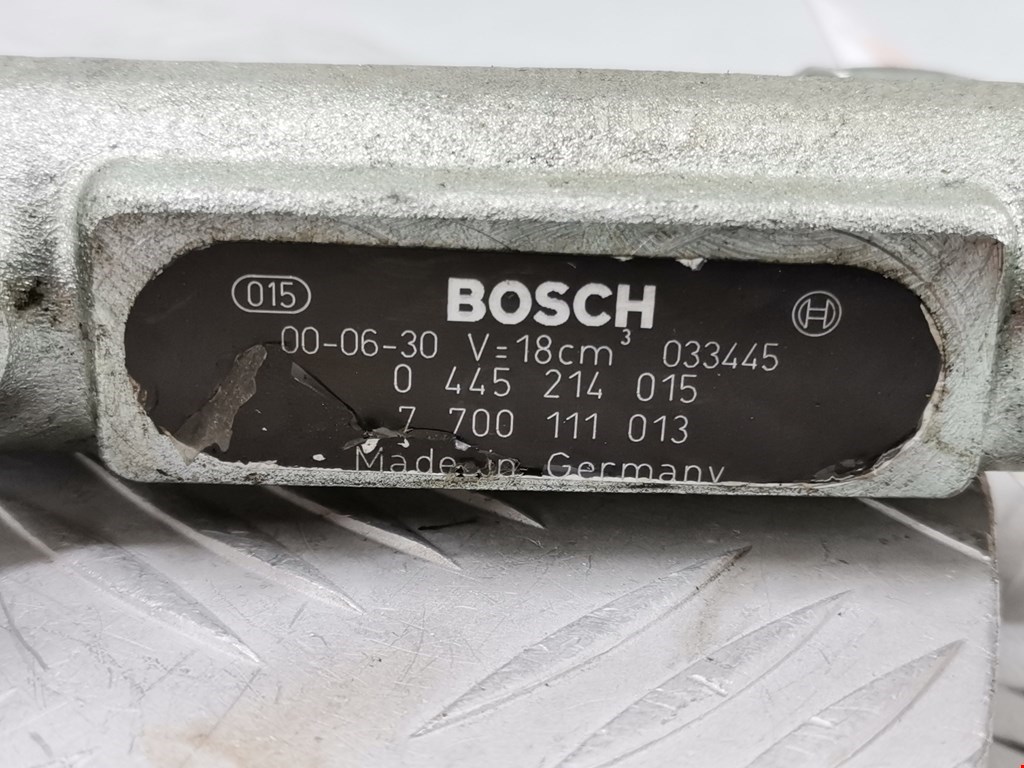 015
BOSCH
00-06-30 V=18cm³ 033445
0 445 214 015
7 700 111 013
Made in Germany